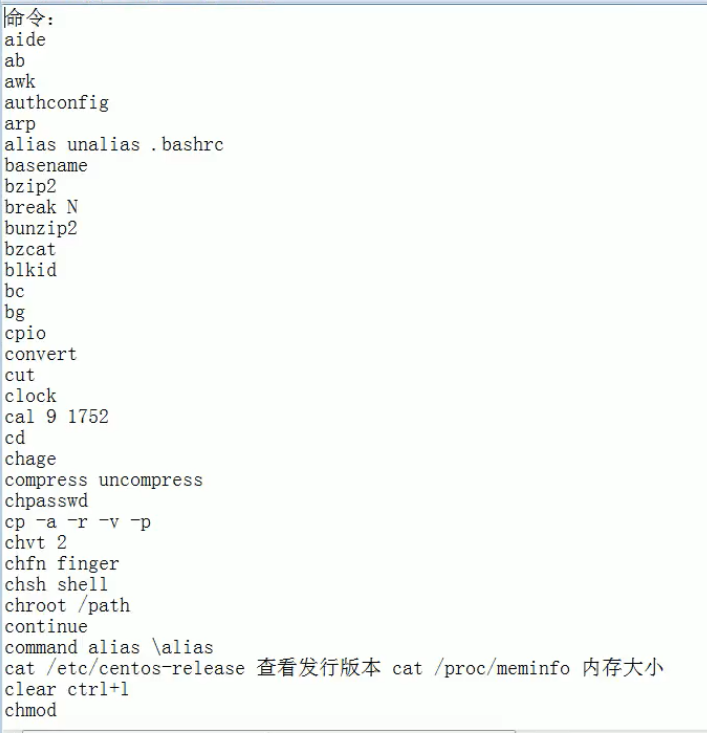 命令：
aide
ab
awk
authconfig
arp
alias unalias .bashrc
basename
bzip2
break N
bunzip2
bzcat
blkid
bc
bg
cpio
convert
cut
clock
cal 9 1752
cd
chage
compress uncompress
chpasswd
cp -a -r -v -p
chvt 2
chfn finger
chsh shell
chroot /path
continue
command alias \alias
cat /etc/centos-release 查看发行版本 cat /proc/meminfo 内存大小
clear ctrl+l
chmod